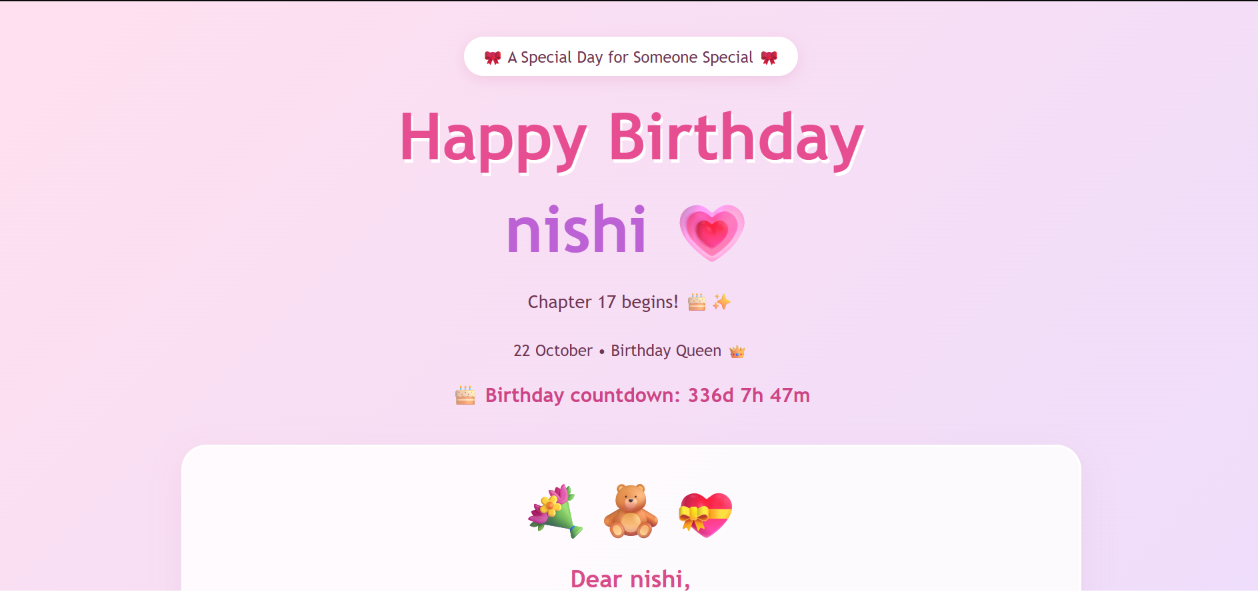 A Special Day for Someone Special
Happy Birthday
nishi
Chapter 17 begins!
22 October • Birthday Queen
Birthday countdown: 336d 7h 47m
Dear nishi,